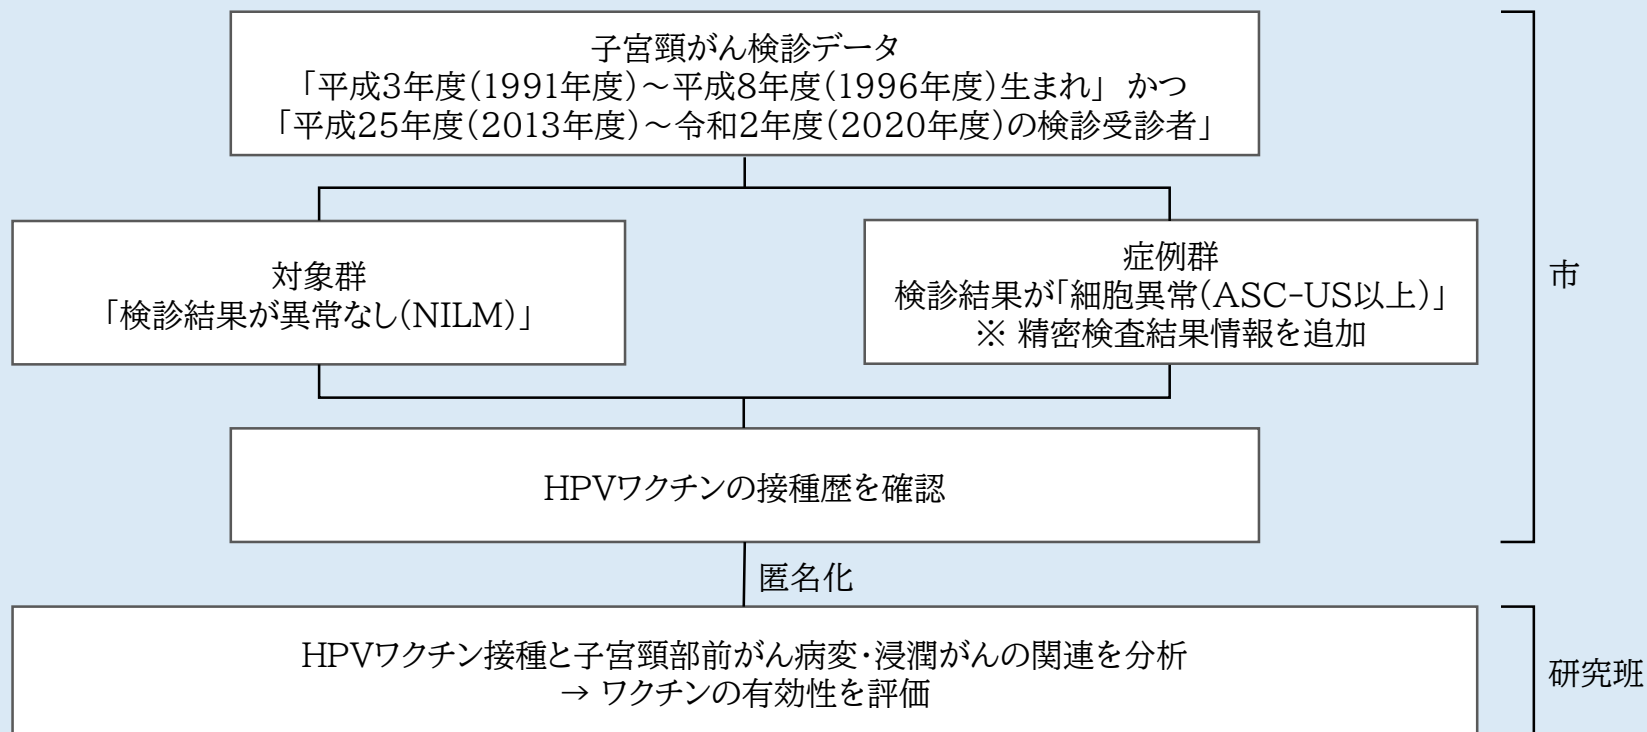 子宮頸がん検診データ
「平成3年度(1991年度)～平成8年度(1996年度)生まれ」 かつ
「平成25年度(2013年度)～令和2年度(2020年度)の検診受診者」
対象群
「検診結果が異常なし(NILM)」
症例群
検診結果が「細胞異常(ASC-US以上)」
※ 精密検査結果情報を追加
市
HPVワクチンの接種歴を確認
匿名化
HPVワクチン接種と子宮頸部前がん病変・浸潤がんの関連を分析
→ ワクチンの有効性を評価
研究班